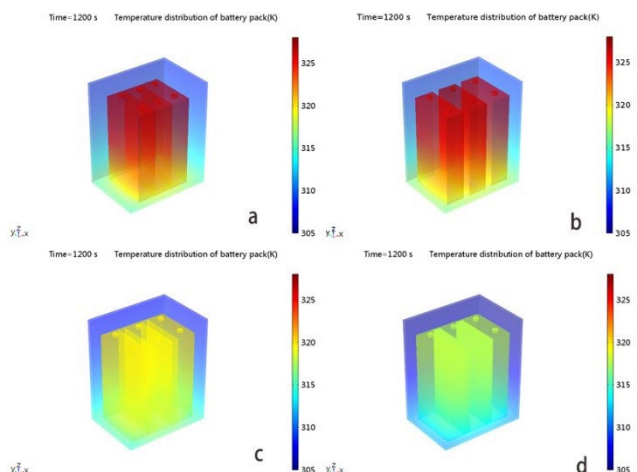 Time=1200 s Temperature distribution of battery pack(K)
325
320
315
310
305
y z x
a
Time=1200 s Temperature distribution of battery pack(K)
325
320
315
310
305
y z x
b
Time=1200 s Temperature distribution of battery pack(K)
325
320
315
310
305
y z x
c
Time=1200 s Temperature distribution of battery pack(K)
325
320
315
310
305
y z x
d